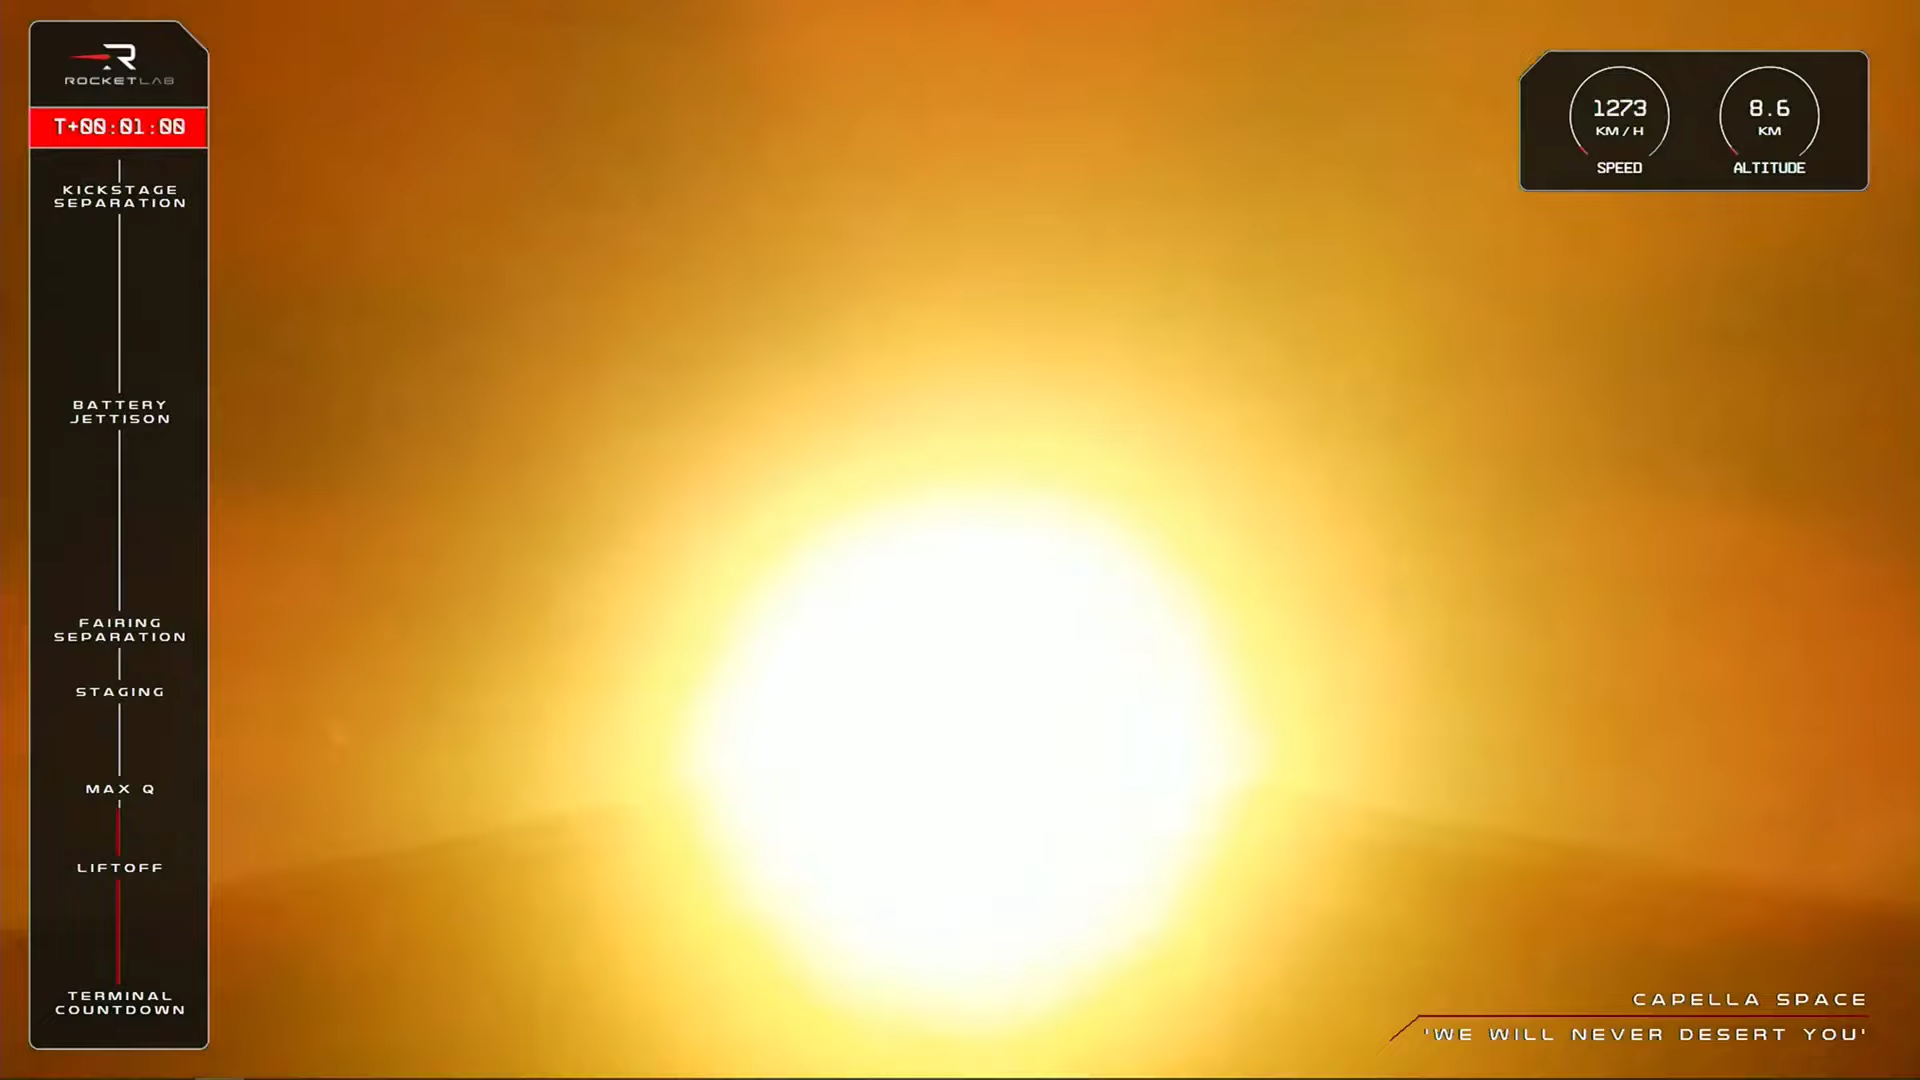 ROCKETLAB
T+00:01:00
KICKSTAGE
SEPARATION
BATTERY
JETTISON
FAIRING
SEPARATION
STAGING
MAX Q
LIFTOFF
TERMINAL
COUNTDOWN
1273
KM/H
SPEED
8.6
KM
ALTITUDE
CAPELLA SPACE
'WE WILL NEVER DESERT YOU'